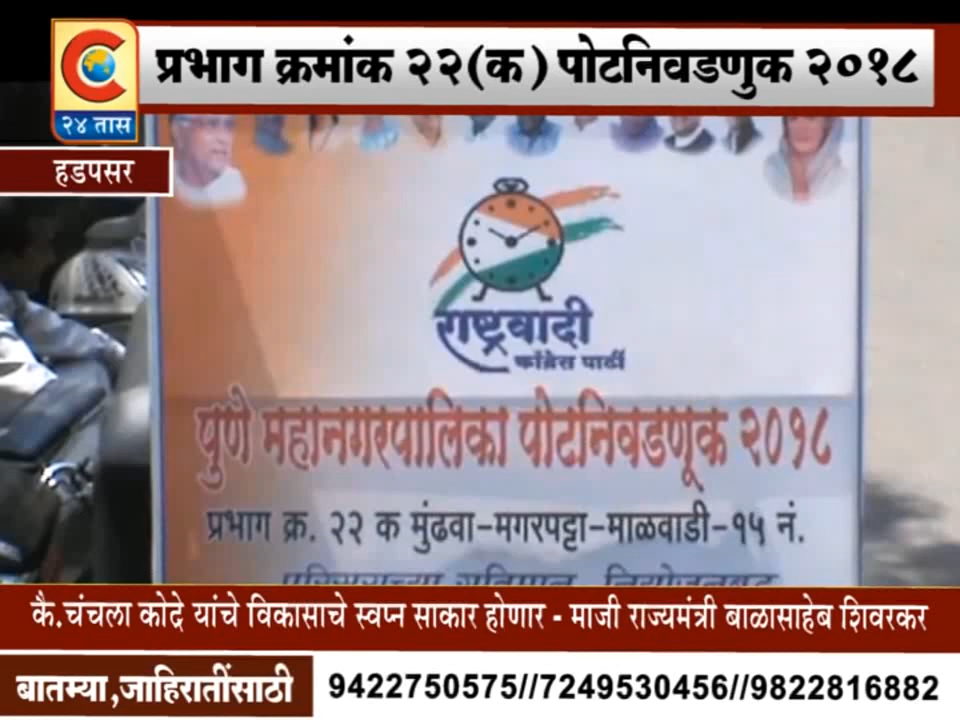 प्रभाग क्रमांक २२(क) पोटनिवडणुक २०१८
C
२४ तास
हडपसर
राष्ट्रवादी
काँग्रेस पार्टी
पुणे महानगरपालिका पोटनिवडणूक २०१८
प्रभाग क्र. २२ क मुंढवा-मगरपट्टा-माळवाडी-१५ नं.
कै.चंचला कोद्रे यांचे विकासाचे स्वप्न साकार होणार - माजी राज्यमंत्री बाळासाहेब शिवरकर
बातम्या,जाहिरातींसाठी
9422750575//7249530456//9822816882